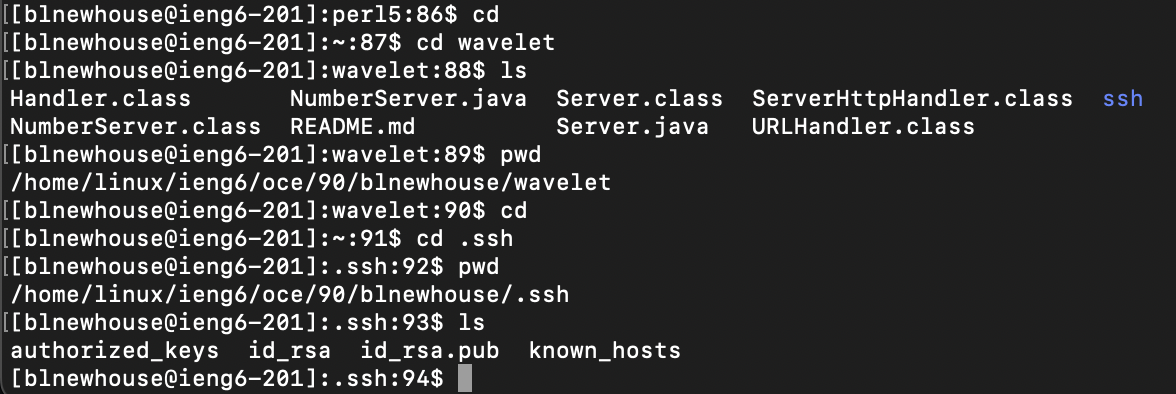 [[blnewhouse@ieng6-201]:perl5:86$ cd
[[blnewhouse@ieng6-201]:~:87$ cd wavelet
[[blnewhouse@ieng6-201]:wavelet:88$ ls
Handler.class       NumberServer.java  Server.class  ServerHttpHandler.class  ssh
NumberServer.class  README.md          Server.java   URLHandler.class
[[blnewhouse@ieng6-201]:wavelet:89$ pwd
/home/linux/ieng6/oce/90/blnewhouse/wavelet
[[blnewhouse@ieng6-201]:wavelet:90$ cd
[[blnewhouse@ieng6-201]:~:91$ cd .ssh
[[blnewhouse@ieng6-201]:.ssh:92$ pwd
/home/linux/ieng6/oce/90/blnewhouse/.ssh
[[blnewhouse@ieng6-201]:.ssh:93$ ls
authorized_keys  id_rsa  id_rsa.pub  known_hosts
[blnewhouse@ieng6-201]:.ssh:94$